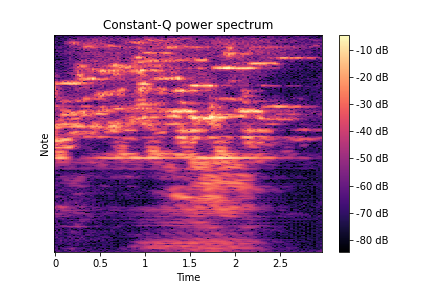 Constant-Q power spectrum
Note
-10 dB
-20 dB
-30 dB
-40 dB
-50 dB
-60 dB
-70 dB
-80 dB
0 0.5 1 1.5 2 2.5
Time